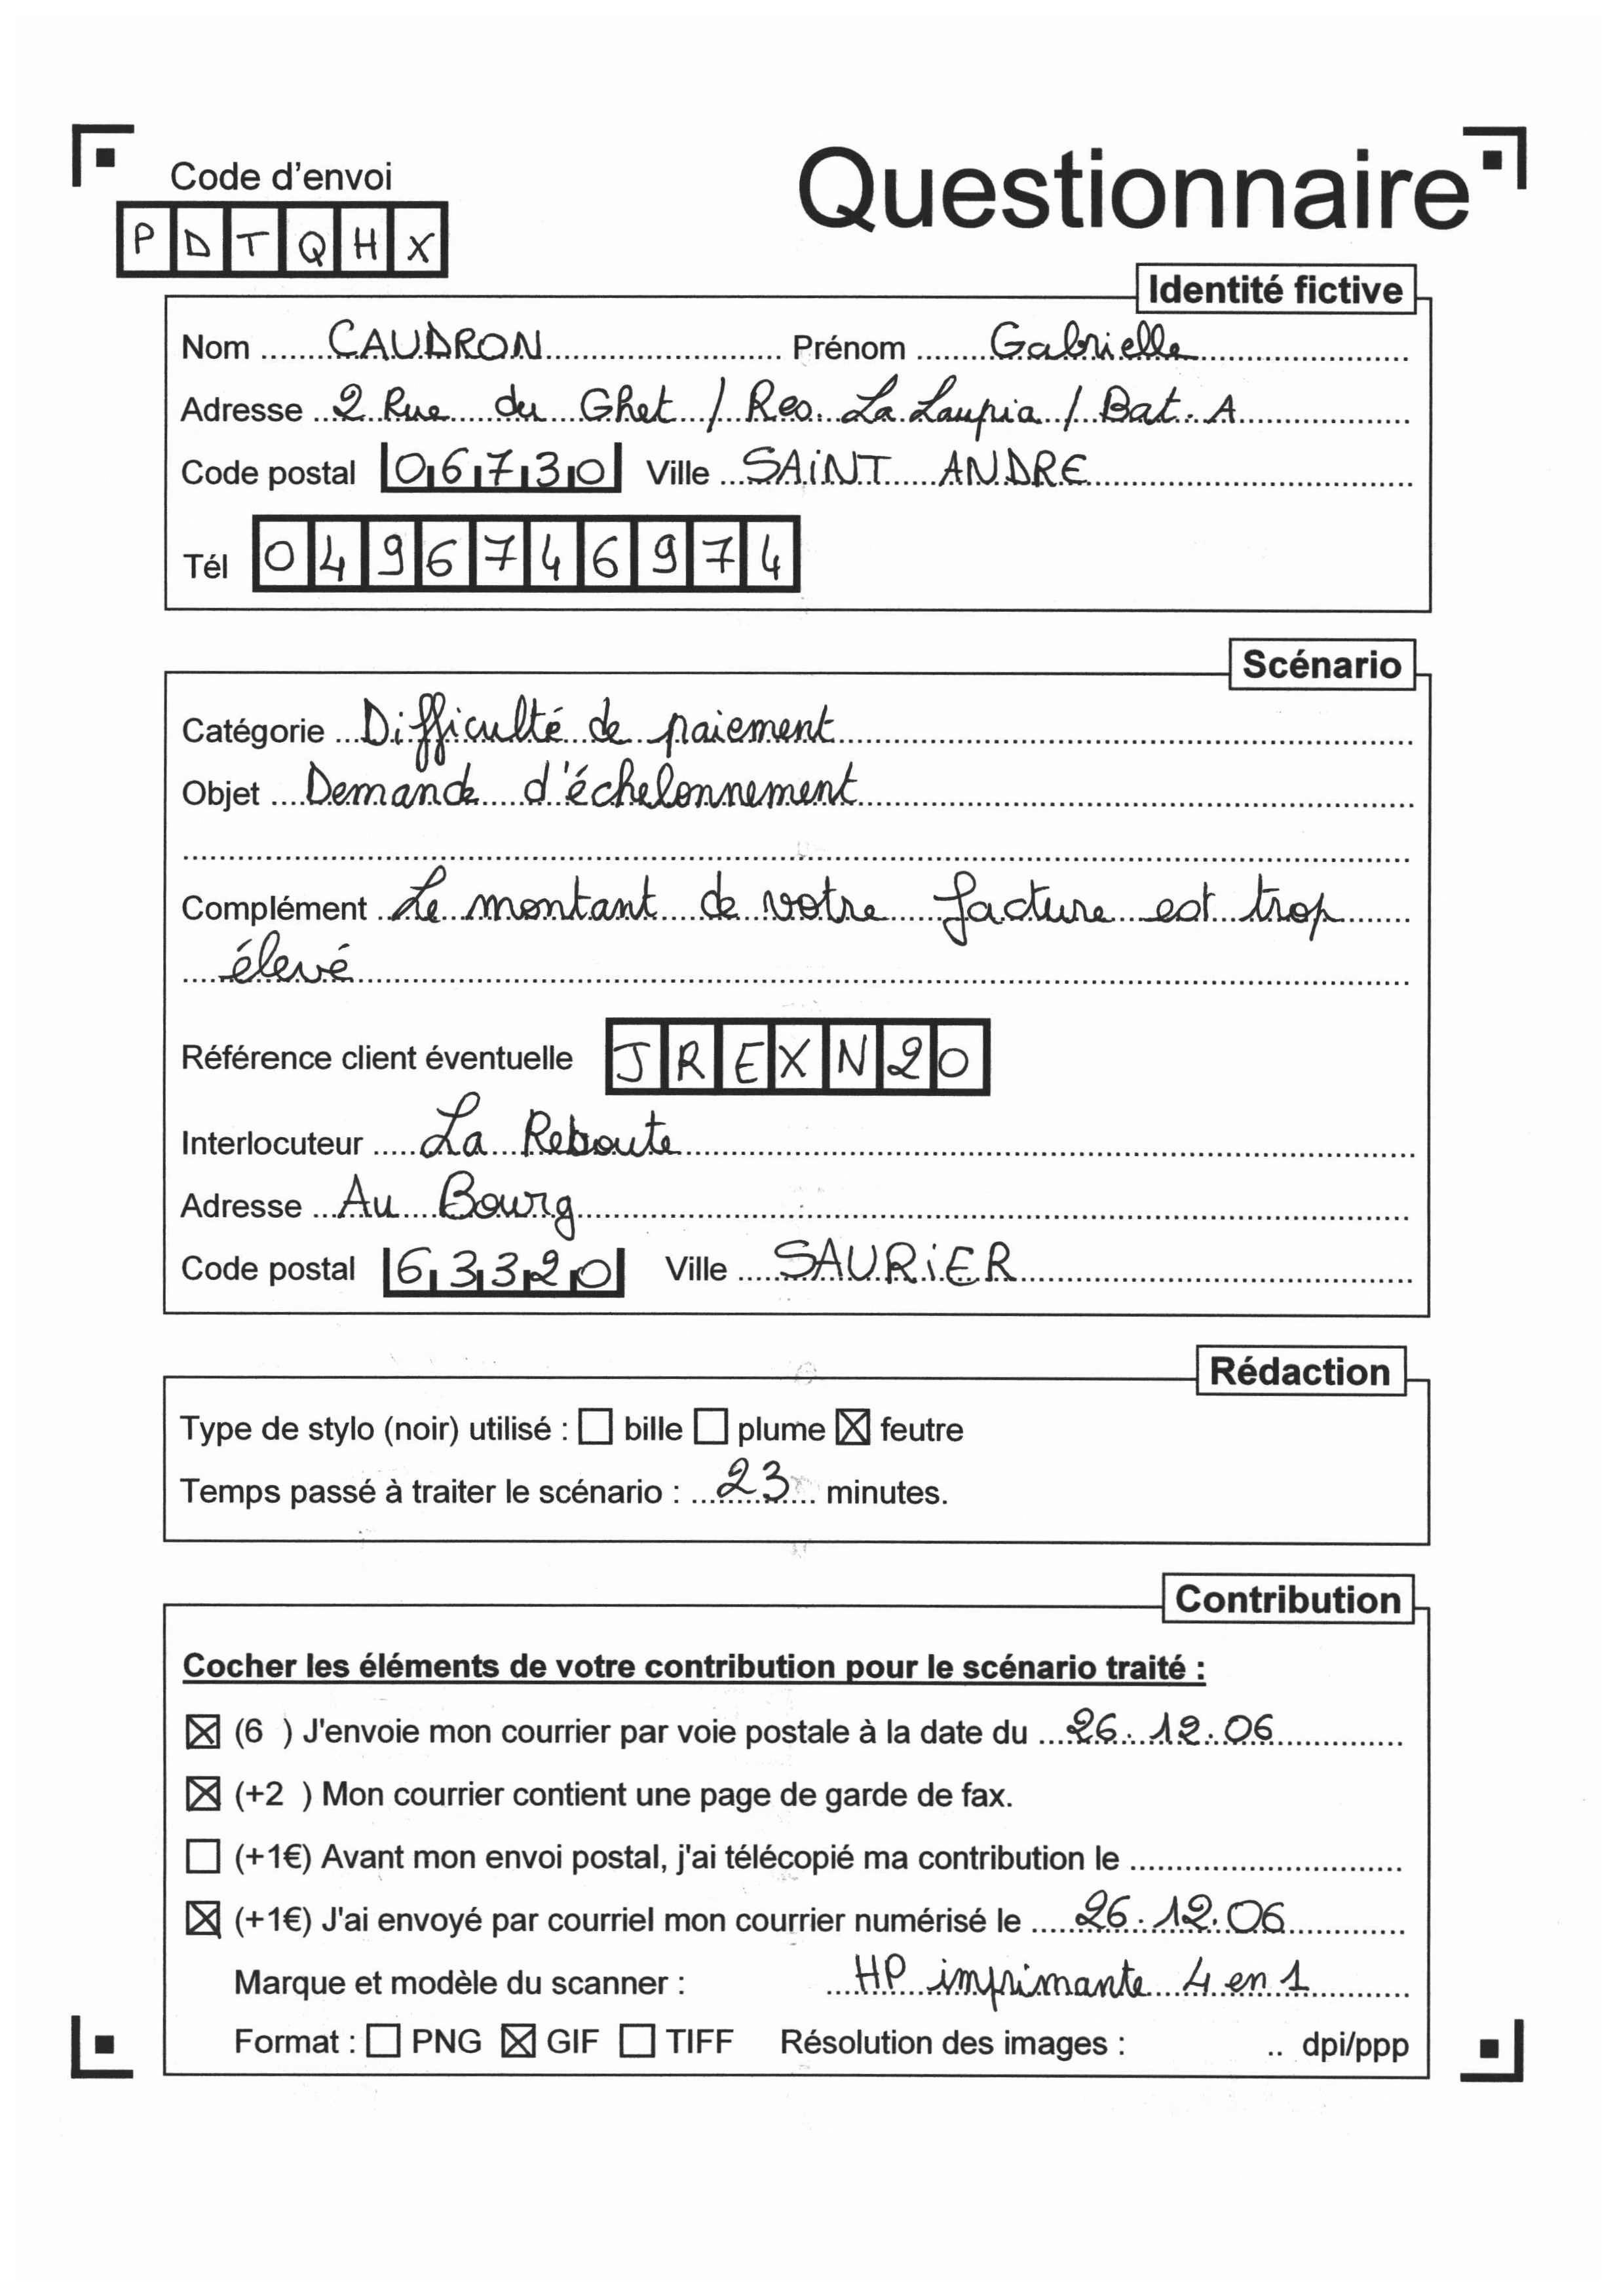 Code d'envoi
Questionnaire
P D T Q H X
Identité fictive
Nom CAUDRON Prénom Gabrielle
Adresse 2 Rue du Ghet / Res. La Laupia / Bat. A
Code postal 06730 Ville SAINT ANDRE
Tél 0496746974
Scénario
Catégorie Difficulté de paiement
Objet Demande d'échelonnement
Complément Le montant de votre facture est trop
élevé
Référence client éventuelle JREXN20
Interlocuteur La Reboute
Adresse Au Bourg
Code postal 63320 Ville SAURIER
Rédaction
Type de stylo (noir) utilisé : ☐ bille ☐ plume ☒ feutre
Temps passé à traiter le scénario : 23 minutes.
Contribution
Cocher les éléments de votre contribution pour le scénario traité :
☒ (6 ) J'envoie mon courrier par voie postale à la date du 26.12.06
☒ (+2 ) Mon courrier contient une page de garde de fax.
☐ (+1€) Avant mon envoi postal, j'ai télécopié ma contribution le
☒ (+1€) J'ai envoyé par courriel mon courrier numérisé le 26.12.06
Marque et modèle du scanner : HP imprimante 4 en 1
Format : ☐ PNG ☒ GIF ☐ TIFF Résolution des images : .. dpi/ppp